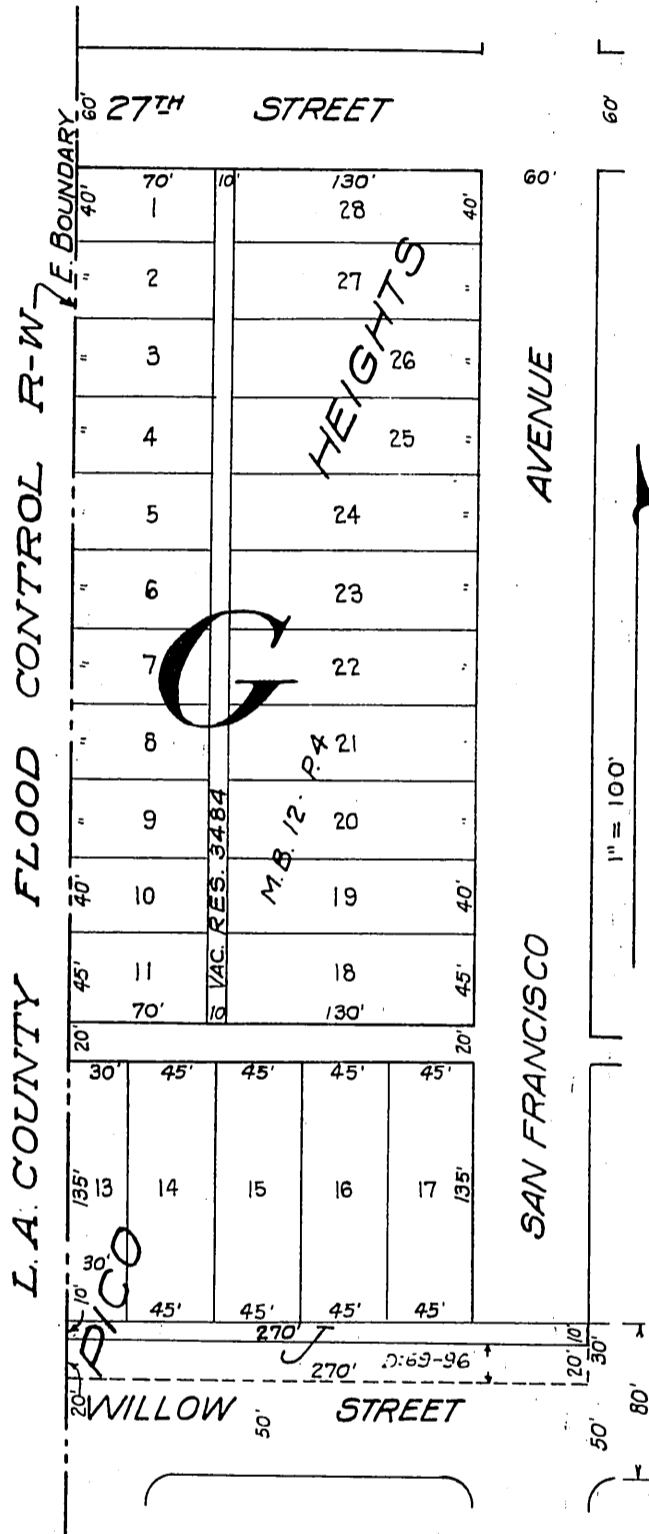 60' 27TH STREET 60'
E. BOUNDARY
70' 10' 130' 60'
40' 1 28 40'
" 2 27 "
" 3 26 "
" 4 25 "
5 24 "
" 6 23 "
" 7 22 "
" 8 21
" 9 20 "
40' 10 19 40'
45' 11 18 45'
70' 10' 130'
HEIGHTS
G
M.B. 12. P.4
VAC. RES. 3484
L.A. COUNTY FLOOD CONTROL R-W
SAN FRANCISCO AVENUE
1" = 100'
20' 20'
30' 45' 45' 45' 45'
135' 13 14 15 16 17 135'
30' 45' 45' 45' 45'
PICO
10' 270' 10' 30'
J
20' 270' 20'
WILLOW STREET
50' 50' 80'